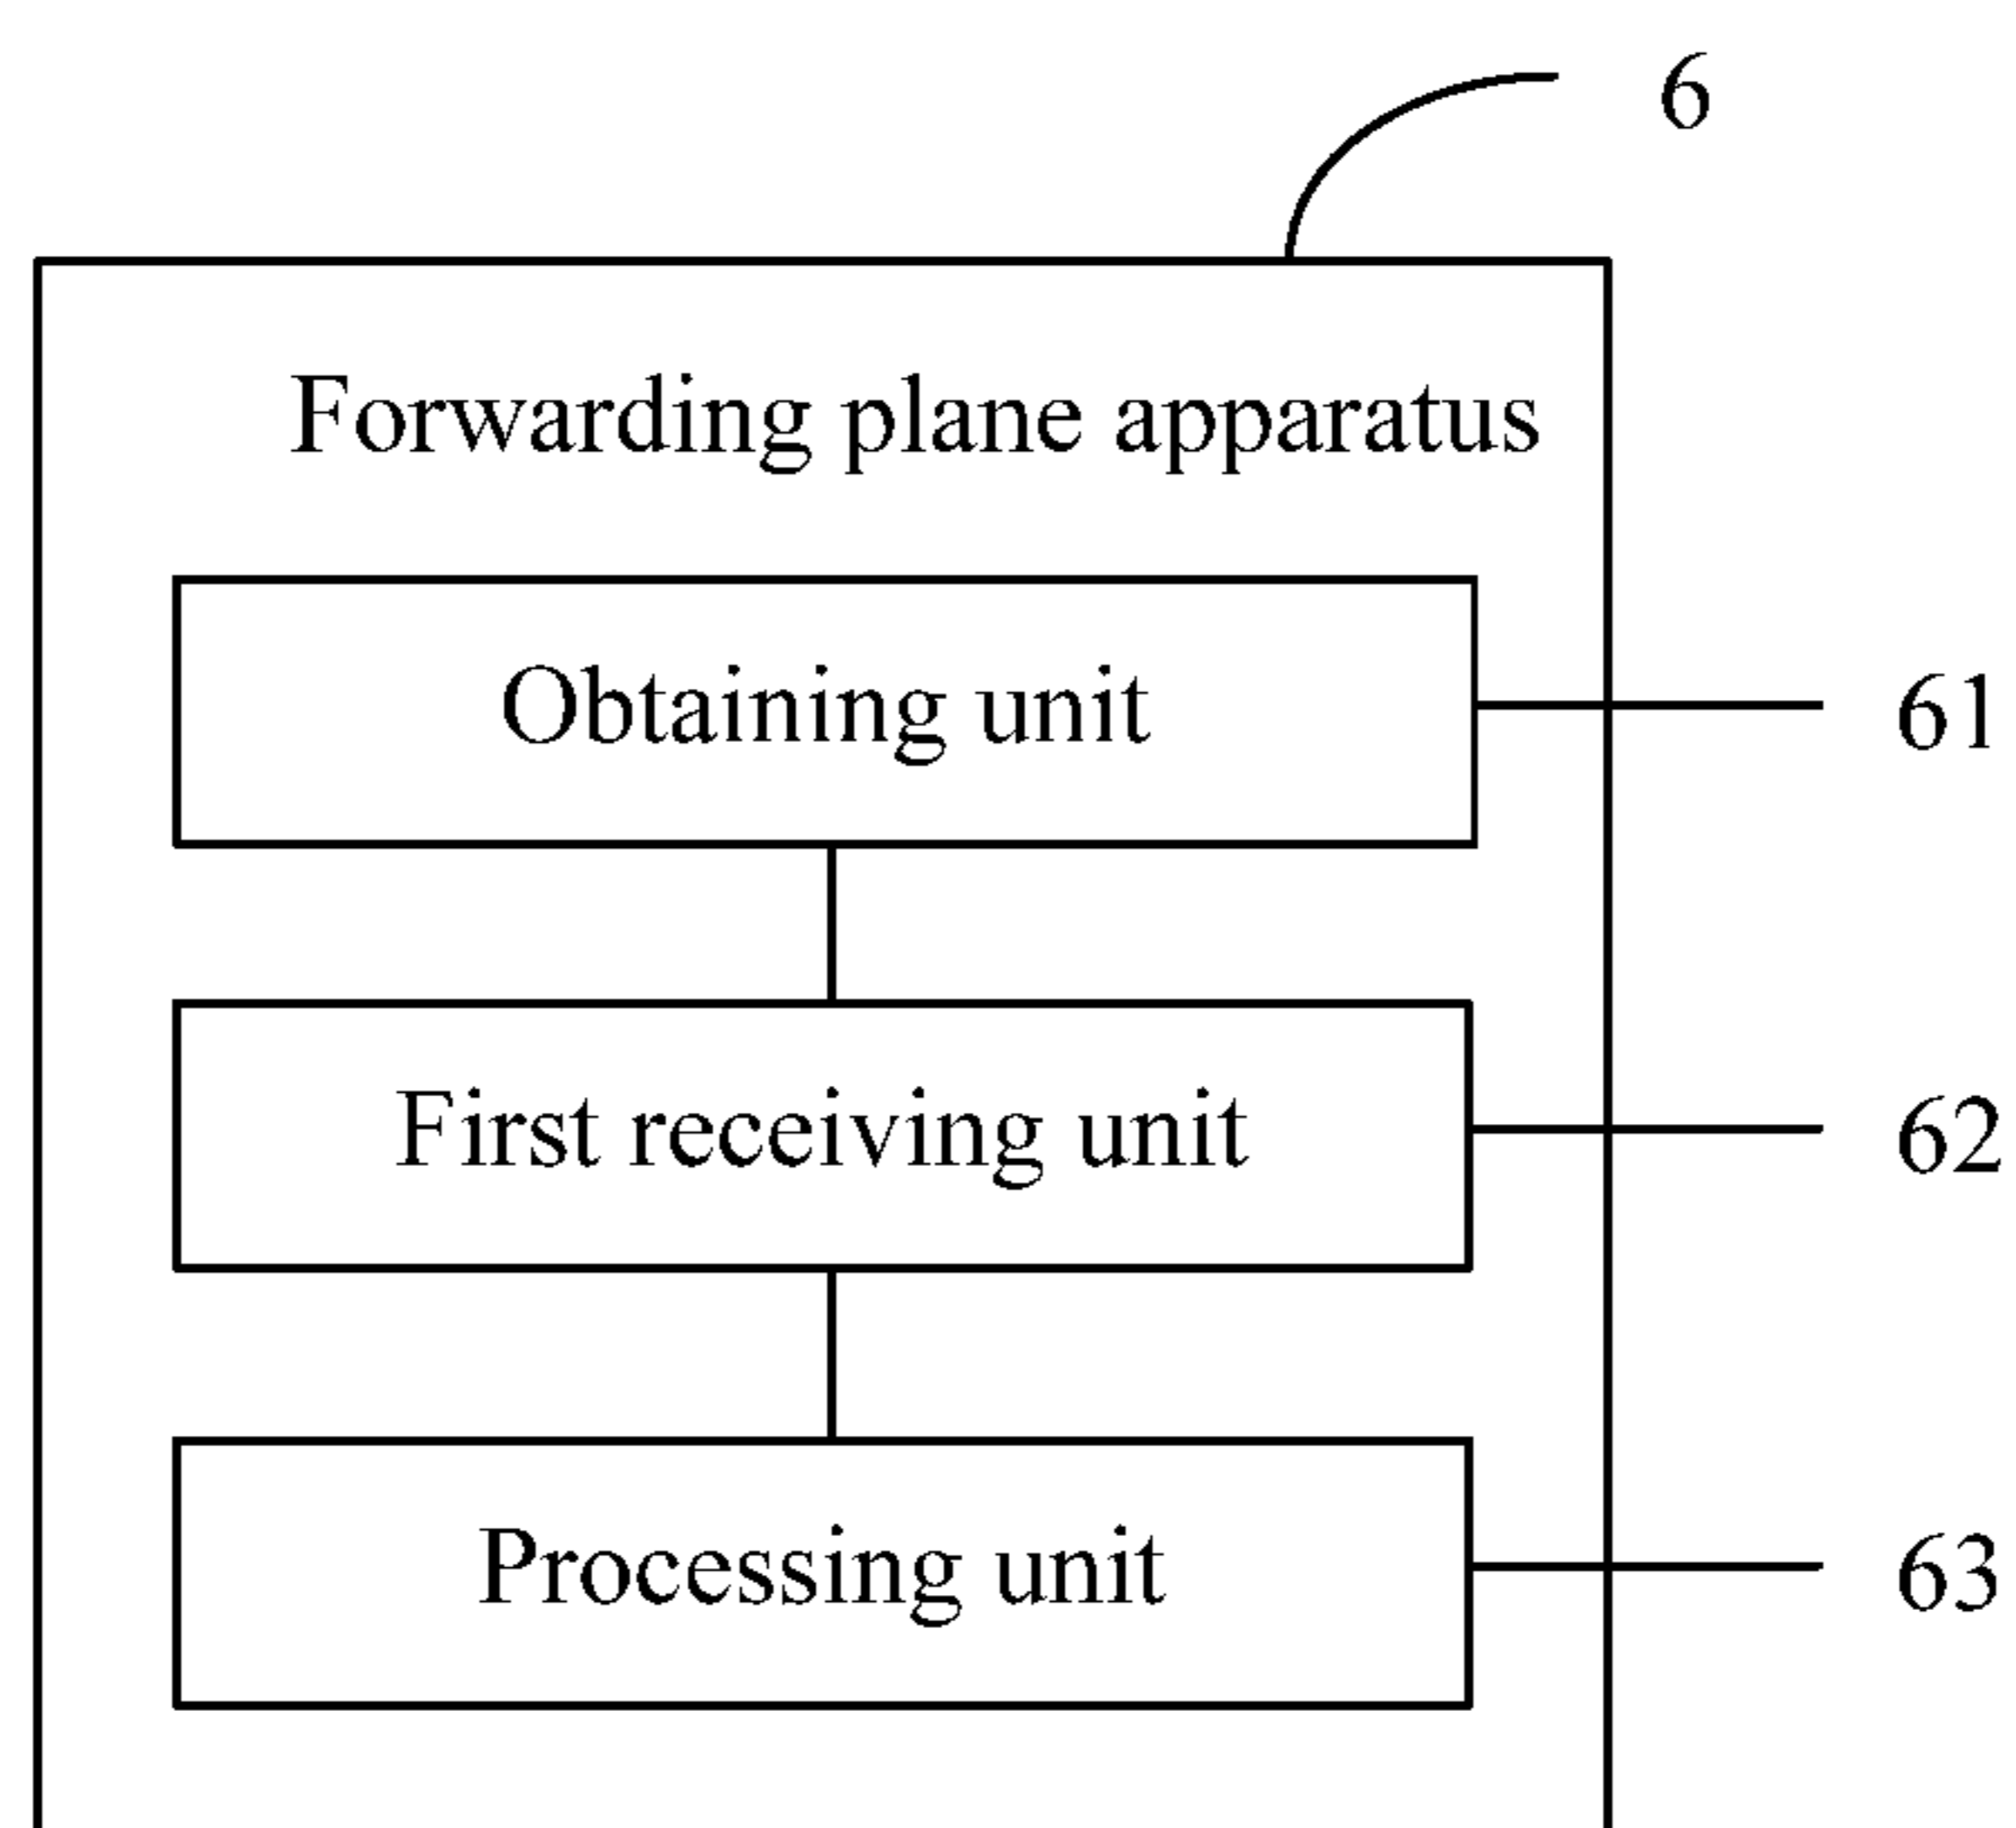 6
Forwarding plane apparatus
Obtaining unit
61
First receiving unit
62
Processing unit
63